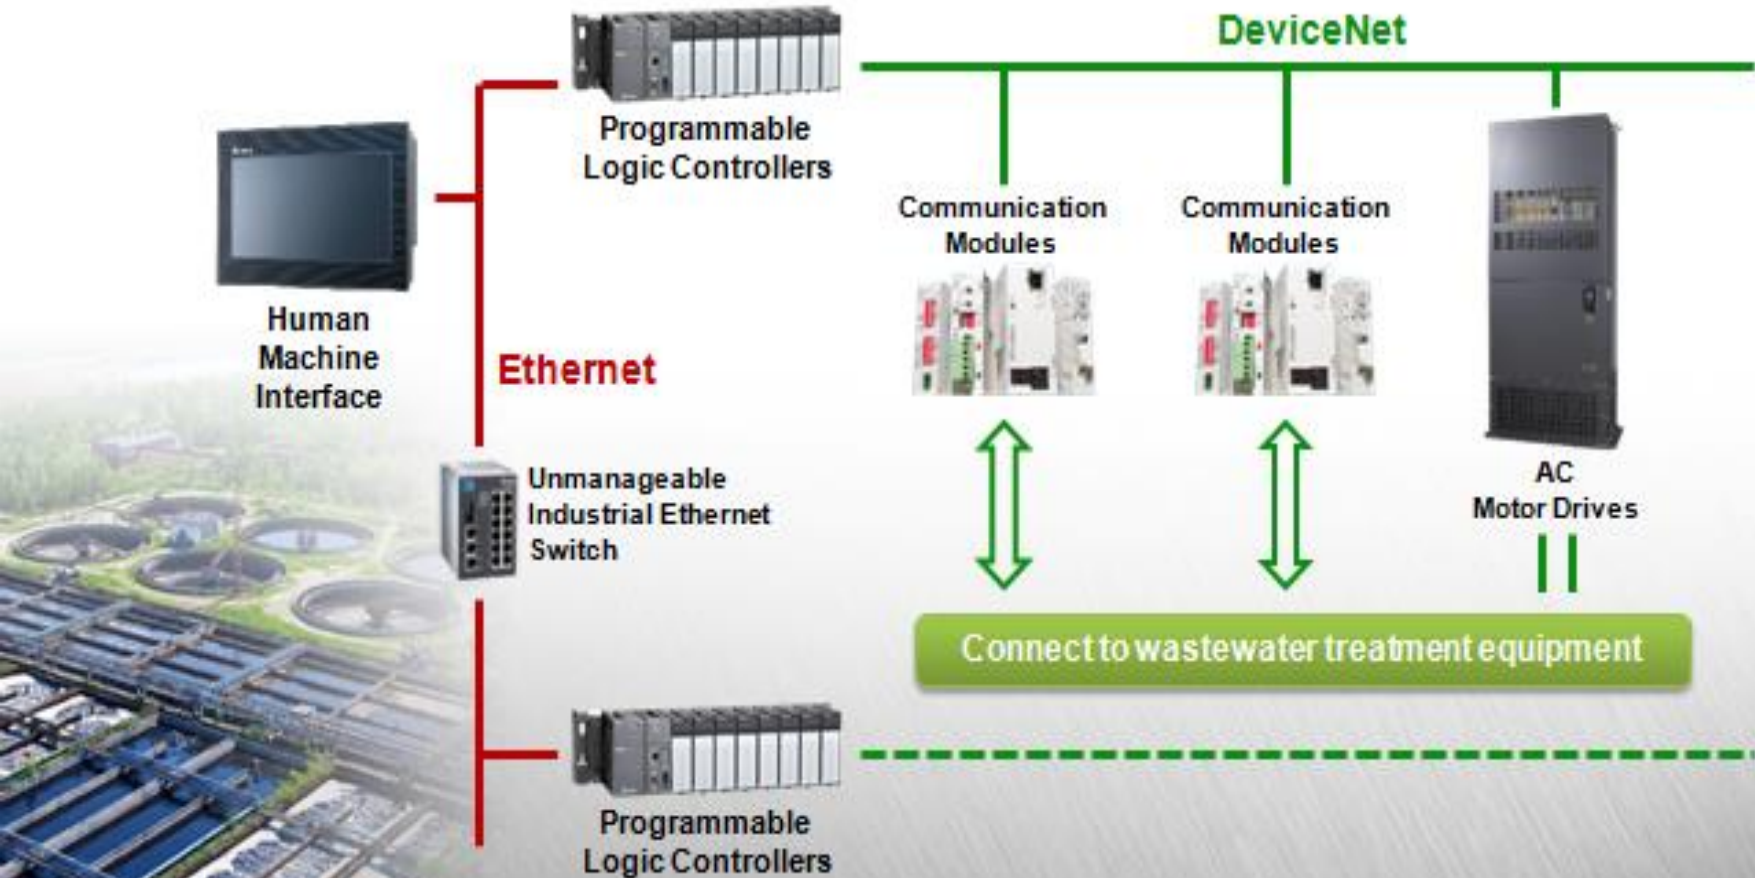 DeviceNet
Programmable
Logic Controllers
Communication
Modules
Communication
Modules
Human
Machine
Interface
Ethernet
Unmanageable
Industrial Ethernet
Switch
AC
Motor Drives
Connect to wastewater treatment equipment
Programmable
Logic Controllers